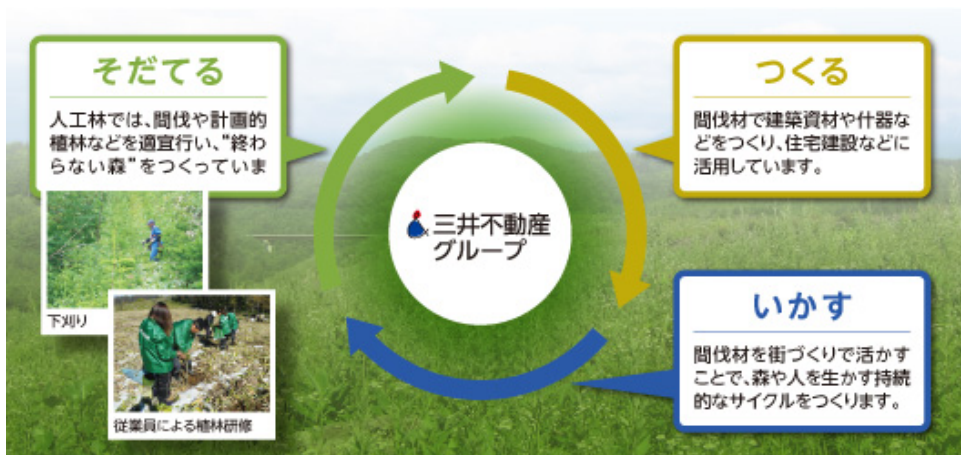 そだてる
人工林では、間伐や計画的
植林などを適宜行い、“終わ
らない森”をつくっていま
下刈り
従業員による植林研修
三井不動産
グループ
つくる
間伐材で建築資材や什器な
どをつくり、住宅建設などに
活用しています。
いかす
間伐材を街づくりで活かす
ことで、森や人を生かす持続
的なサイクルをつくります。